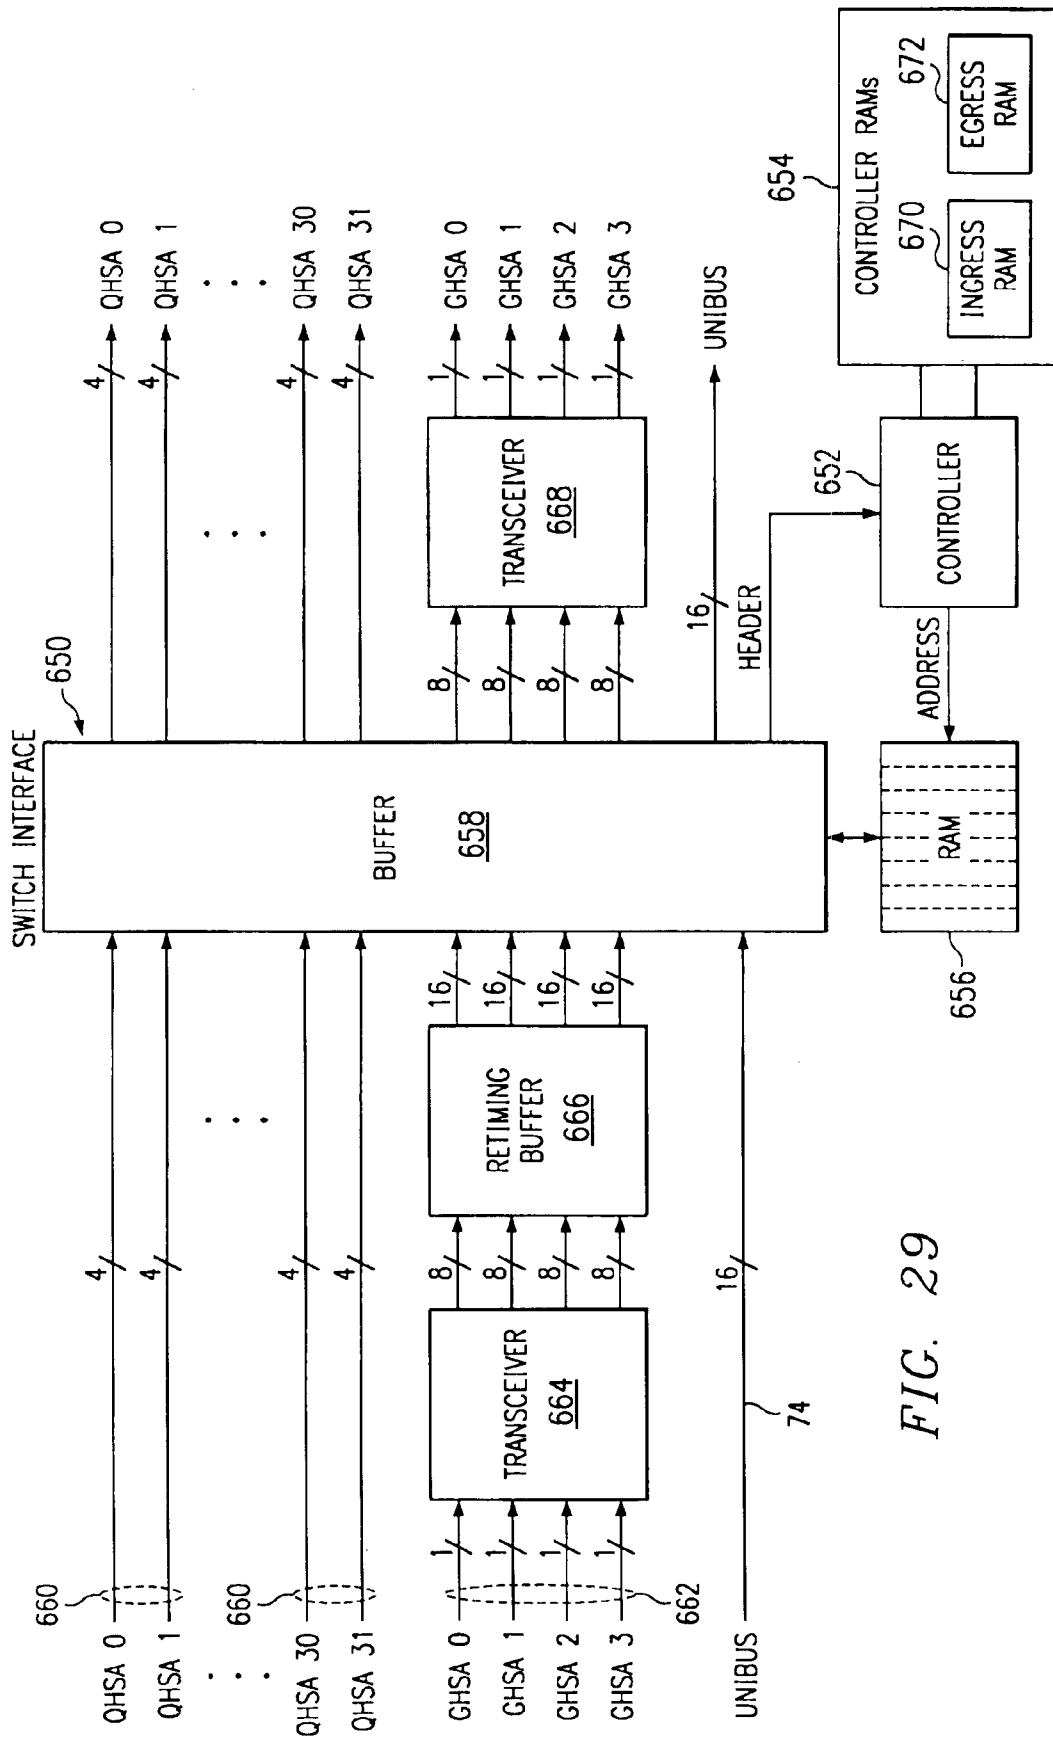 SWITCH INTERFACE
650
660
QHSA 0
4
4
QHSA 0
QHSA 1
4
4
QHSA 1
. . .
. . .
. . .
. . .
660
QHSA 30
4
4
QHSA 30
QHSA 31
4
4
QHSA 31
BUFFER
658
GHSA 0
1
8
16
8
1
GHSA 0
GHSA 1
1
8
16
8
1
GHSA 1
GHSA 2
1
8
16
8
1
GHSA 2
GHSA 3
1
8
16
8
1
GHSA 3
662
TRANSCEIVER
664
RETIMING
BUFFER
666
TRANSCEIVER
668
UNIBUS
74
16
16
UNIBUS
HEADER
656
RAM
ADDRESS
652
CONTROLLER
654
CONTROLLER RAMs
670
INGRESS
RAM
672
EGRESS
RAM
FIG. 29